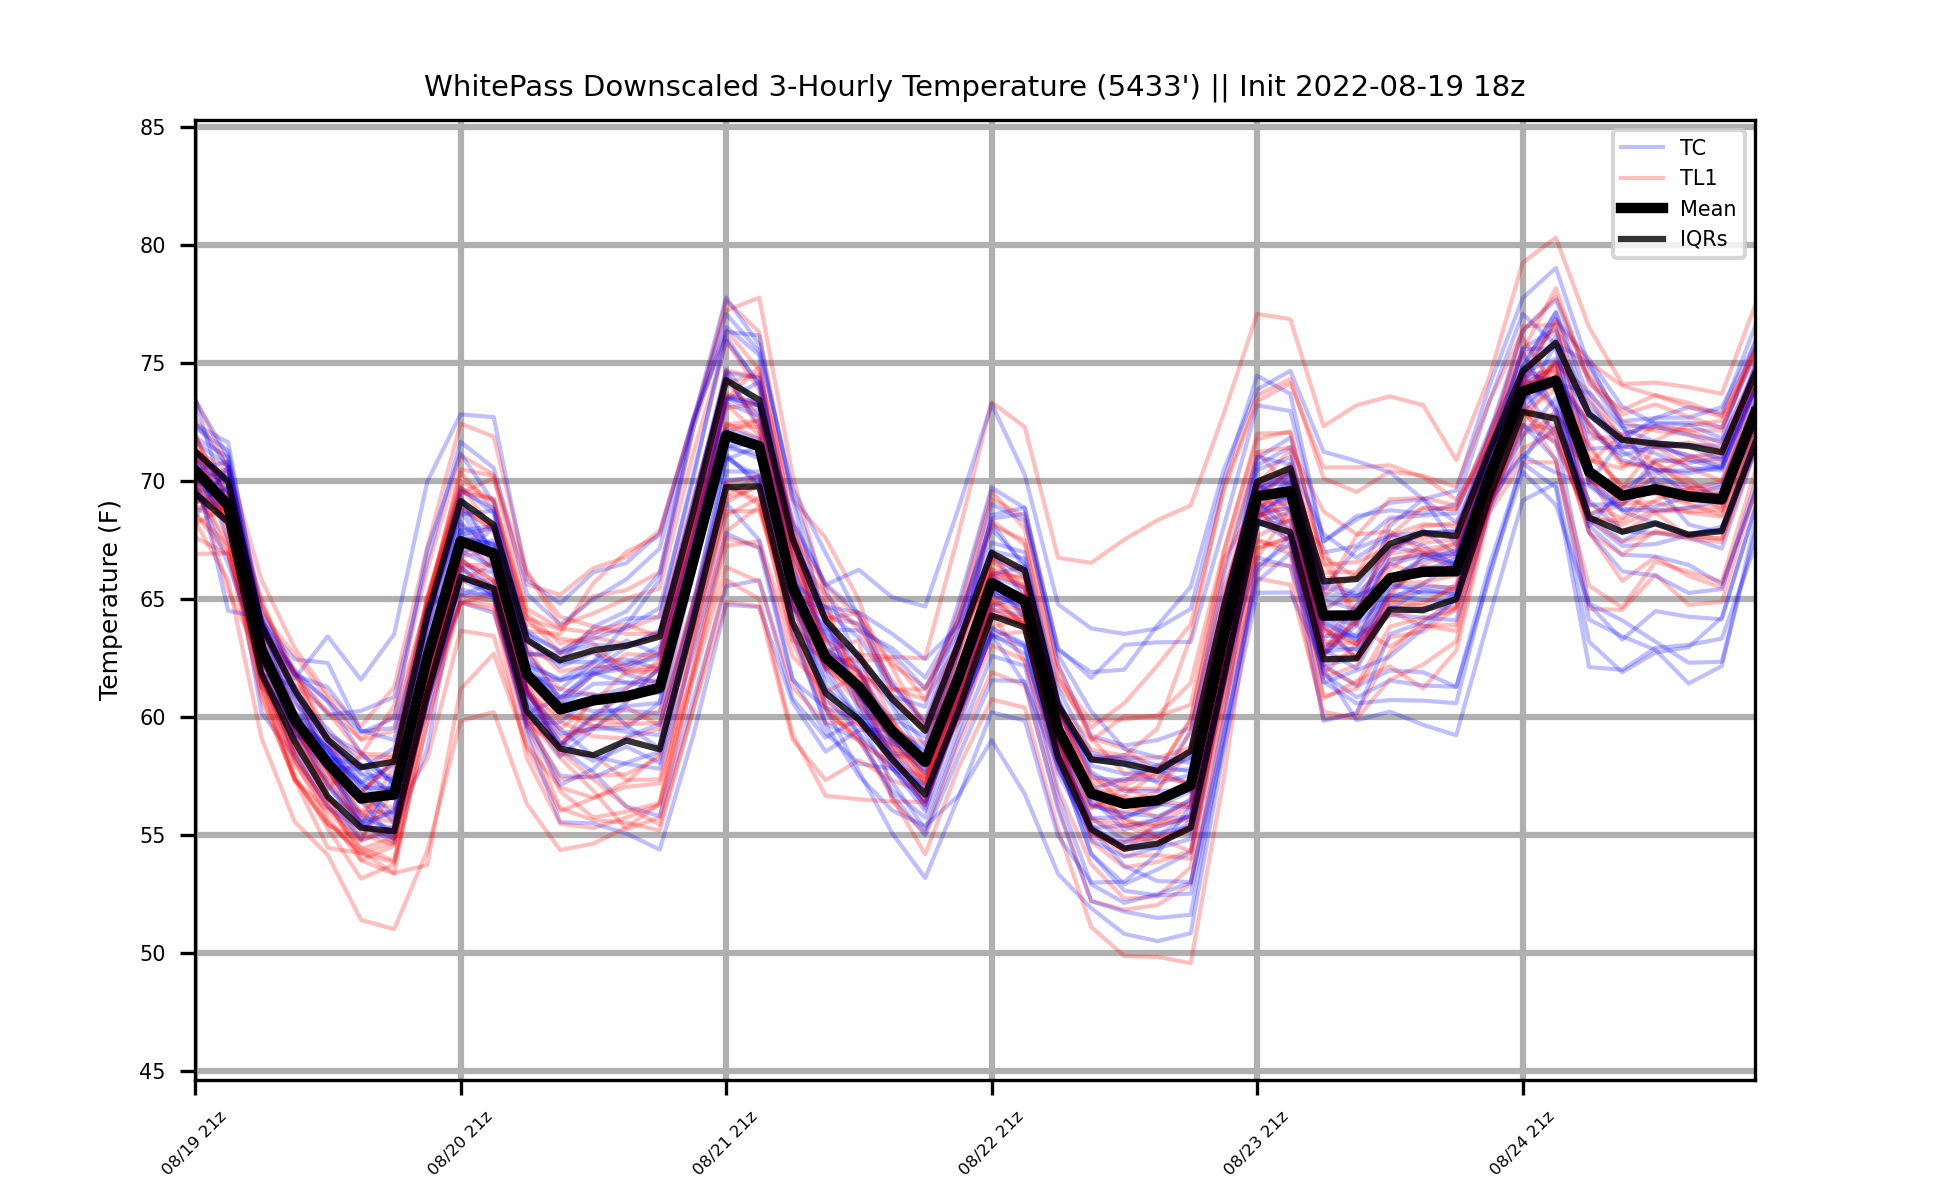 WhitePass Downscaled 3-Hourly Temperature (5433') || Init 2022-08-19 18z
TC
TL1
Mean
IQRs
Temperature (F)
85
80
75
70
65
60
55
50
45
08/19 21z
08/20 21z
08/21 21z
08/22 21z
08/23 21z
08/24 21z